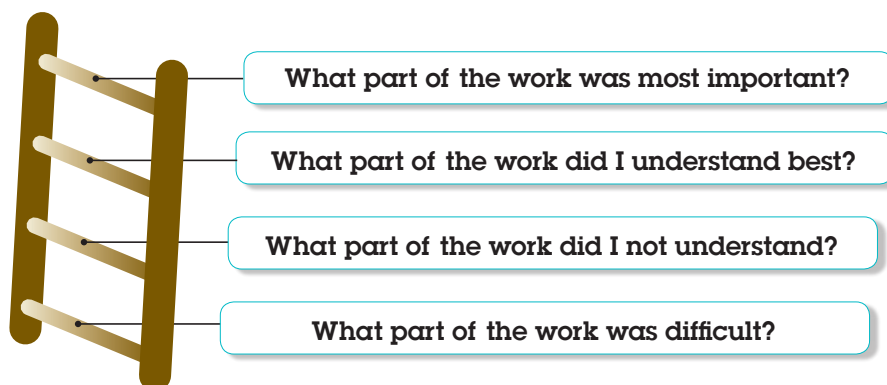 What part of the work was most important?
What part of the work did I understand best?
What part of the work did I not understand?
What part of the work was difficult?